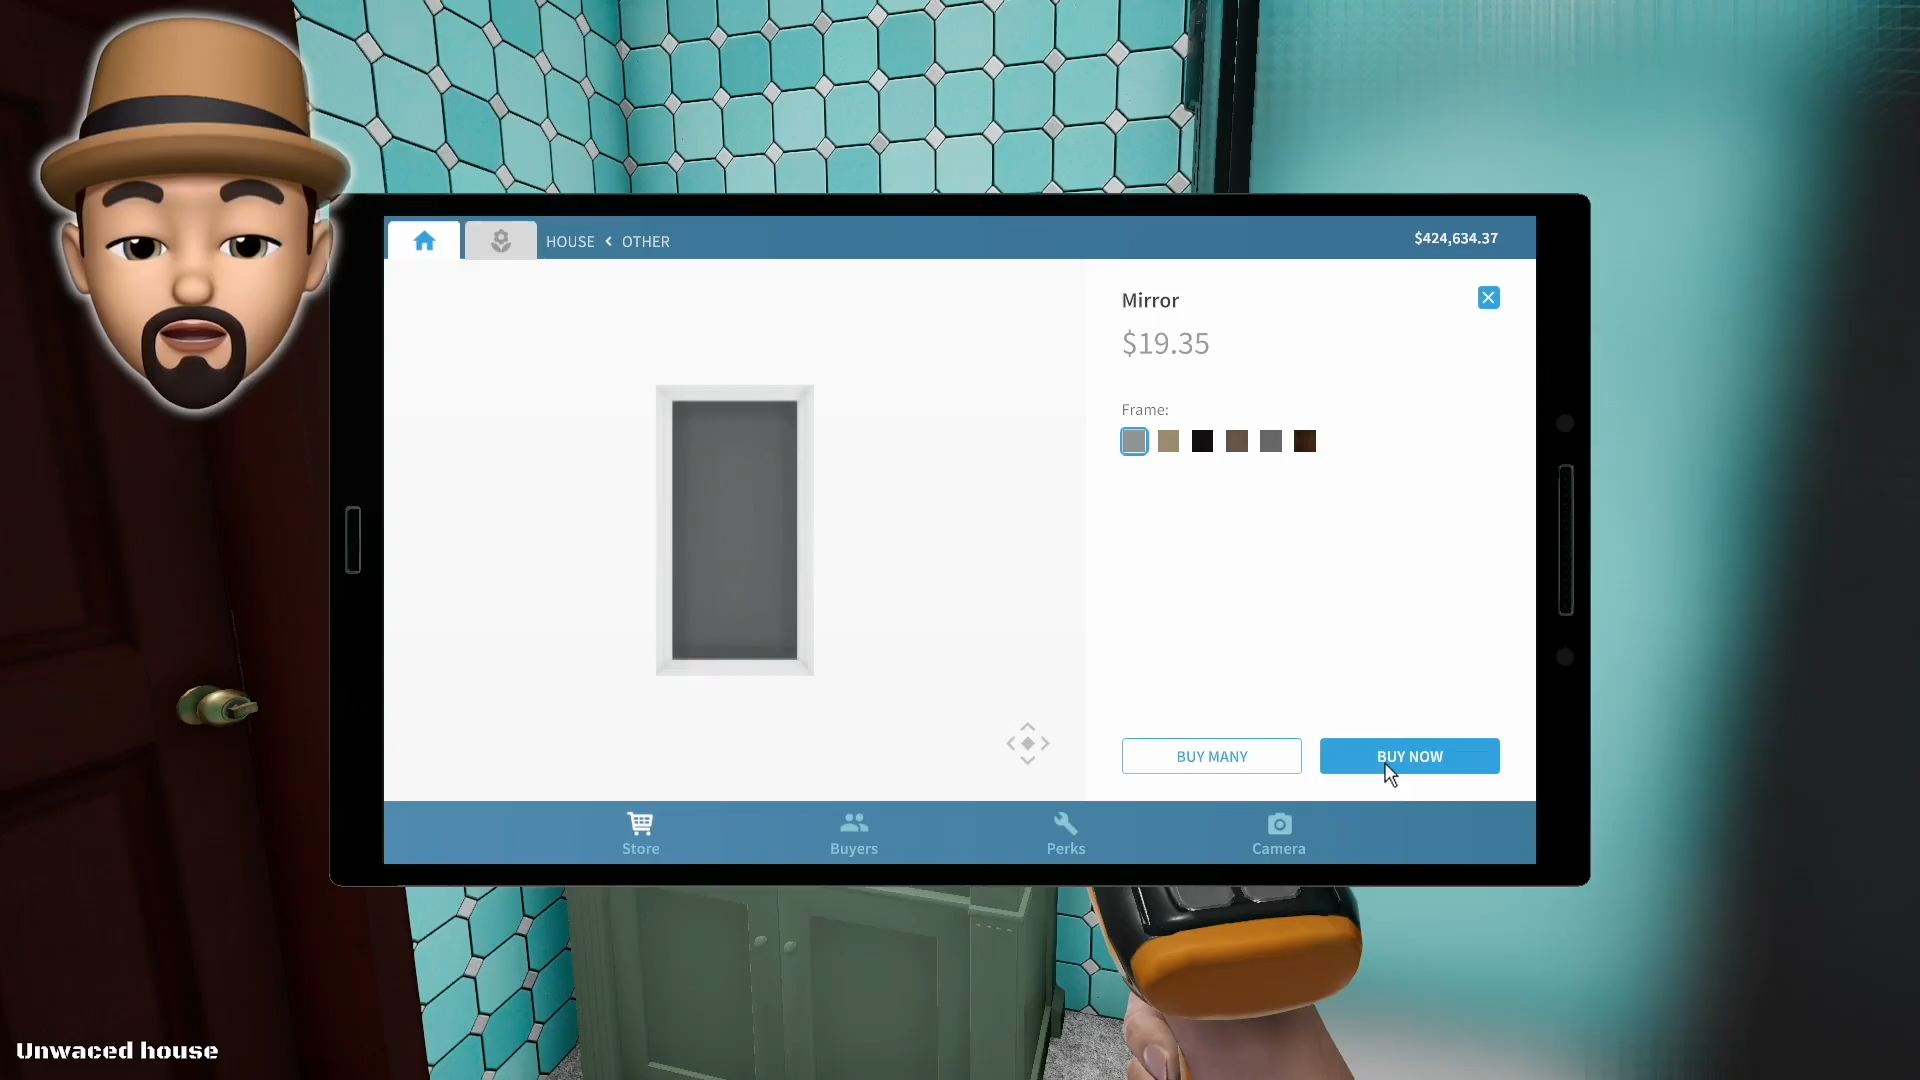 HOUSE < OTHER
$424,634.37
Mirror
$19.35
Frame:
BUY MANY
BUY NOW
Store
Buyers
Perks
Camera
Unwaced house